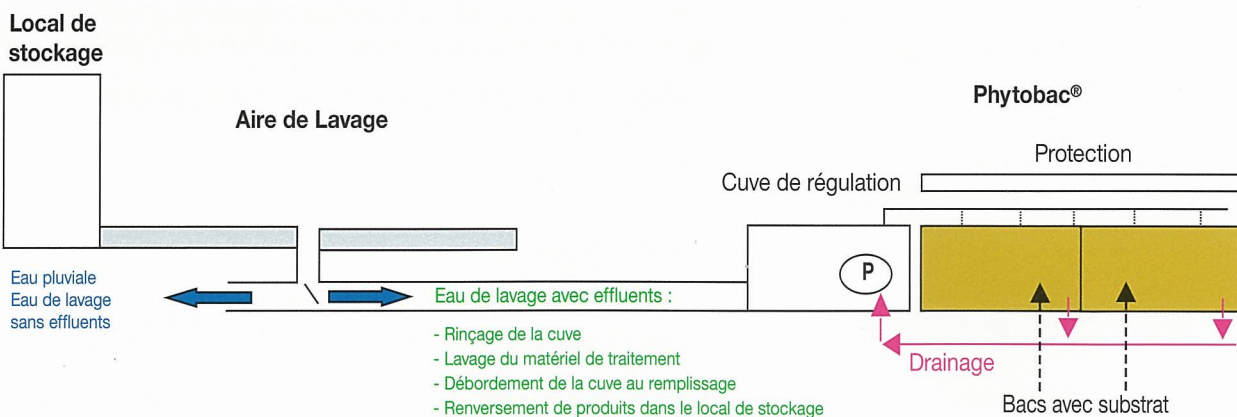 Local de
stockage
Aire de Lavage
Phytobac®
Protection
Cuve de régulation
P
Eau pluviale
Eau de lavage
sans effluents
Eau de lavage avec effluents :
- Rinçage de la cuve
- Lavage du matériel de traitement
- Débordement de la cuve au remplissage
- Renversement de produits dans le local de stockage
Drainage
Bacs avec substrat